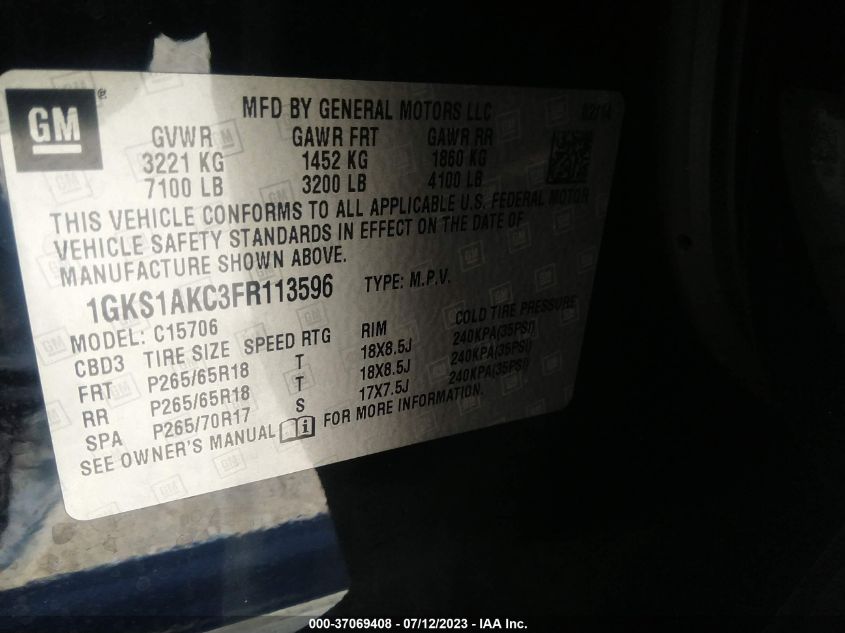 GM ®
MFD BY GENERAL MOTORS LLC 02/14
GVWR GAWR FRT GAWR RR
3221 KG 1452 KG 1860 KG
7100 LB 3200 LB 4100 LB
THIS VEHICLE CONFORMS TO ALL APPLICABLE U.S. FEDERAL MOTOR
VEHICLE SAFETY STANDARDS IN EFFECT ON THE DATE OF
MANUFACTURE SHOWN ABOVE.
1GKS1AKC3FR113596 TYPE: M.P.V.
MODEL: C15706
CBD3 TIRE SIZE SPEED RTG RIM COLD TIRE PRESSURE
FRT P265/65R18 T 18X8.5J 240KPA(35PSI)
RR P265/65R18 T 18X8.5J 240KPA(35PSI)
SPA P265/70R17 S 17X7.5J 240KPA(35PSI)
SEE OWNER'S MANUAL FOR MORE INFORMATION.
000-37069408 - 07/12/2023 - IAA Inc.